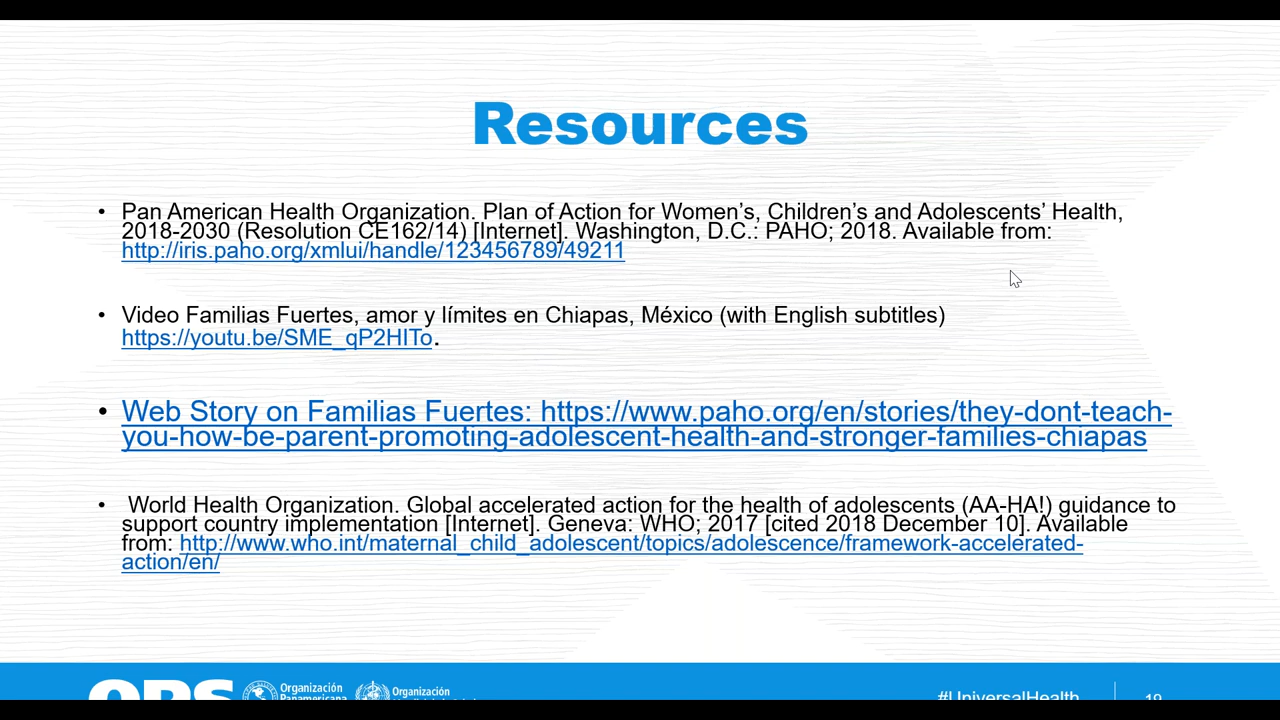 Resources
• Pan American Health Organization. Plan of Action for Women’s, Children’s and Adolescents’ Health,
2018-2030 (Resolution CE162/14) [Internet]. Washington, D.C.: PAHO; 2018. Available from:
http://iris.paho.org/xmlui/handle/123456789/49211
• Video Familias Fuertes, amor y límites en Chiapas, México (with English subtitles)
https://youtu.be/SME_qP2HITo.
• Web Story on Familias Fuertes: https://www.paho.org/en/stories/they-dont-teach-
you-how-be-parent-promoting-adolescent-health-and-stronger-families-chiapas
• World Health Organization. Global accelerated action for the health of adolescents (AA-HA!) guidance to
support country implementation [Internet]. Geneva: WHO; 2017 [cited 2018 December 10]. Available
from: http://www.who.int/maternal_child_adolescent/topics/adolescence/framework-accelerated-
action/en/
OPS
Organización
Panamericana
Organización
#UniversalHealth
19